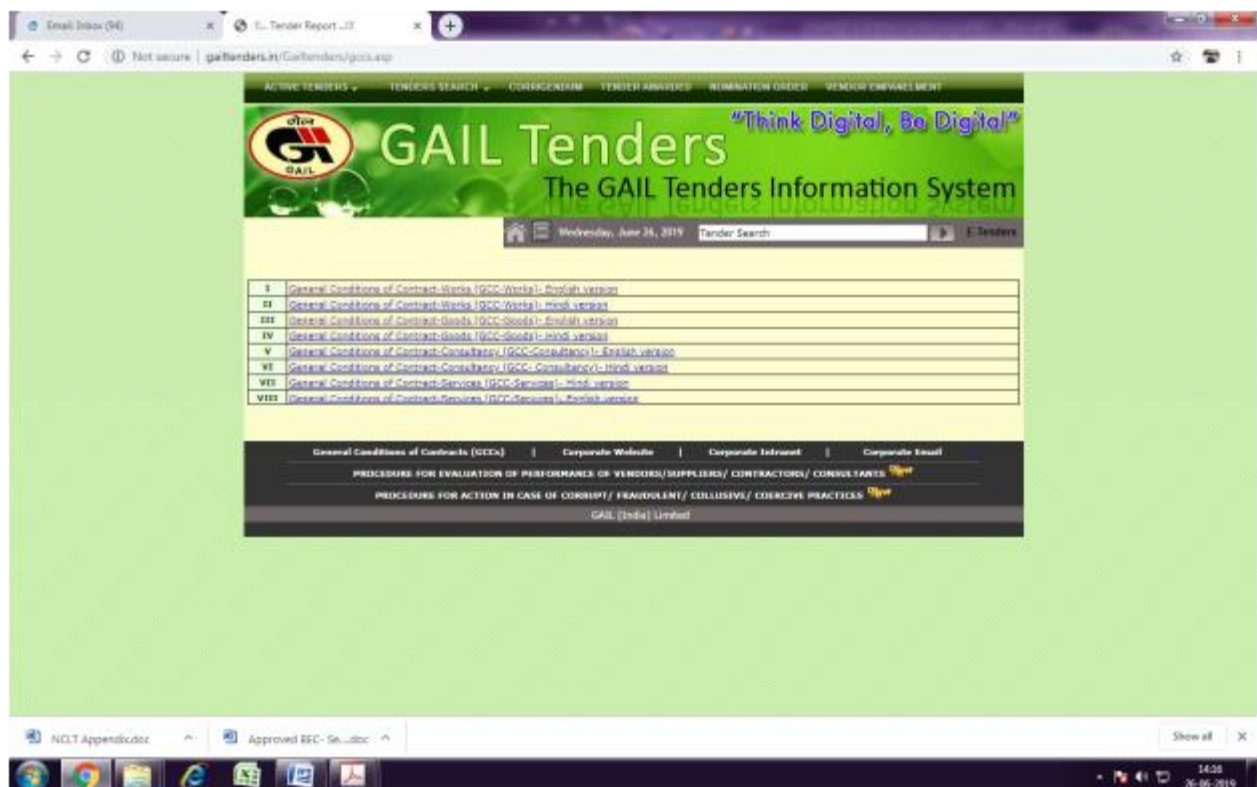 Email: Inbox (94)
:: Tender Report ..::
Not secure | gailtenders.in/Gailtenders/gccs.asp
ACTIVE TENDERS TENDERS SEARCH CORRIGENDUM TENDER AWARDED NOMINATION ORDER VENDOR EMPANELMENT
गेल
GAIL
GAIL Tenders
"Think Digital, Be Digital"
The GAIL Tenders Information System
Wednesday, June 26, 2019 Tender Search E-Tenders
I General Conditions of Contract-Works (GCC-Works)- English version
II General Conditions of Contract-Works (GCC-Works)- Hindi version
III General Conditions of Contract-Goods (GCC-Goods)- English version
IV General Conditions of Contract-Goods (GCC-Goods)- Hindi version
V General Conditions of Contract-Consultancy (GCC-Consultancy)- English version
VI General Conditions of Contract-Consultancy (GCC- Consultancy)- Hindi version
VII General Conditions of Contract-Services (GCC-Services)- Hindi version
VIII General Conditions of Contract-Services (GCC-Services)- English version
General Conditions of Contracts (GCCs) | Corporate Website | Corporate Intranet | Corporate Email
PROCEDURE FOR EVALUATION OF PERFORMANCE OF VENDORS/SUPPLIERS/ CONTRACTORS/ CONSULTANTS New
PROCEDURE FOR ACTION IN CASE OF CORRUPT/ FRAUDULENT/ COLLUSIVE/ COERCIVE PRACTICES New
GAIL (India) Limited
NCLT Appendix.doc Approved BEC- Se....doc Show all
14:16
26-06-2019